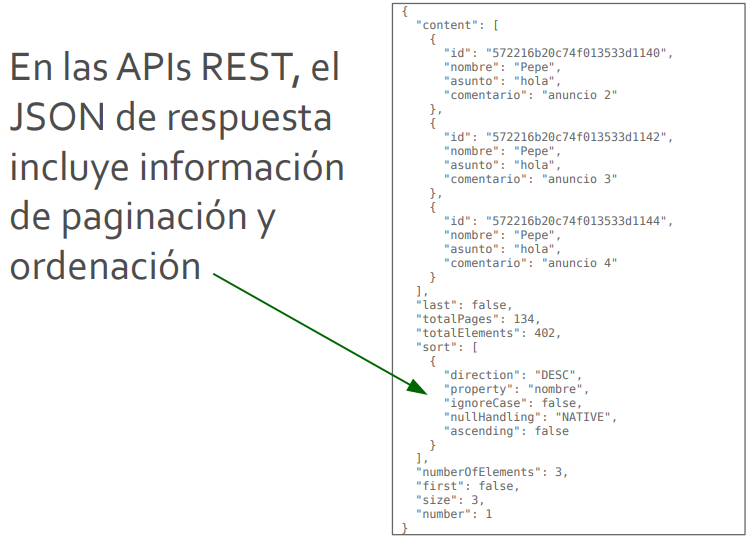 En las APIs REST, el
JSON de respuesta
incluye información
de paginación y
ordenación
{
  "content": [
    {
      "id": "572216b20c74f013533d1140",
      "nombre": "Pepe",
      "asunto": "hola",
      "comentario": "anuncio 2"
    },
    {
      "id": "572216b20c74f013533d1142",
      "nombre": "Pepe",
      "asunto": "hola",
      "comentario": "anuncio 3"
    },
    {
      "id": "572216b20c74f013533d1144",
      "nombre": "Pepe",
      "asunto": "hola",
      "comentario": "anuncio 4"
    }
  ],
  "last": false,
  "totalPages": 134,
  "totalElements": 402,
  "sort": [
    {
      "direction": "DESC",
      "property": "nombre",
      "ignoreCase": false,
      "nullHandling": "NATIVE",
      "ascending": false
    }
  ],
  "numberOfElements": 3,
  "first": false,
  "size": 3,
  "number": 1
}